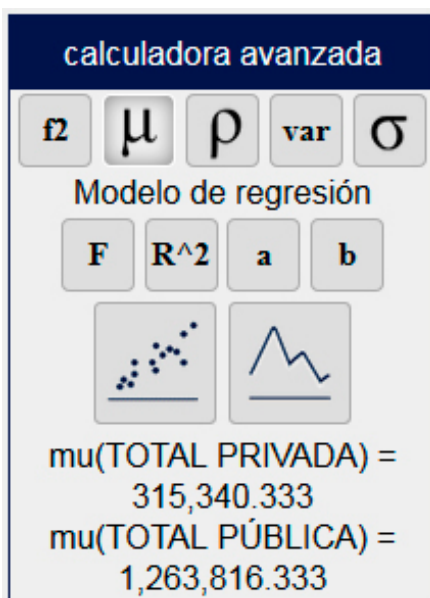 calculadora avanzada
f2 μ ρ var σ
Modelo de regresión
F R^2 a b
mu(TOTAL PRIVADA) =
315,340.333
mu(TOTAL PÚBLICA) =
1,263,816.333